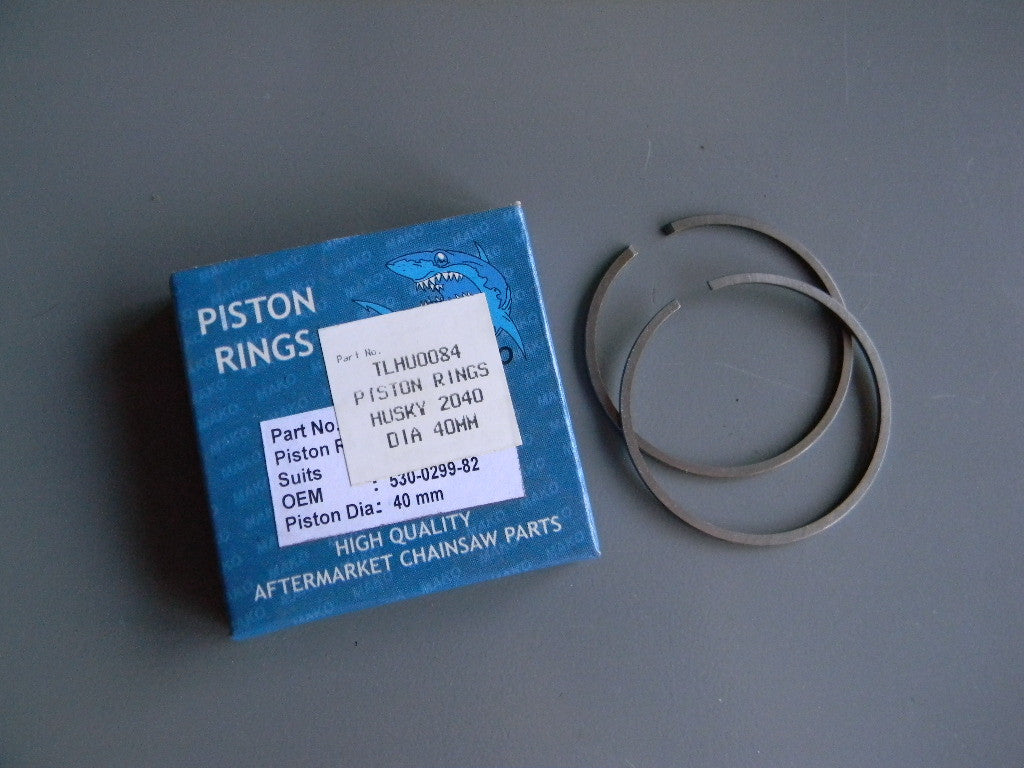 PISTON
RINGS
Part No.
TLHU0084
PISTON RINGS
HUSKY 2040
DIA 40MM
Part No.
Piston
Suits
OEM : 530-0299-82
Piston Dia: 40 mm
HIGH QUALITY
AFTERMARKET CHAINSAW PARTS